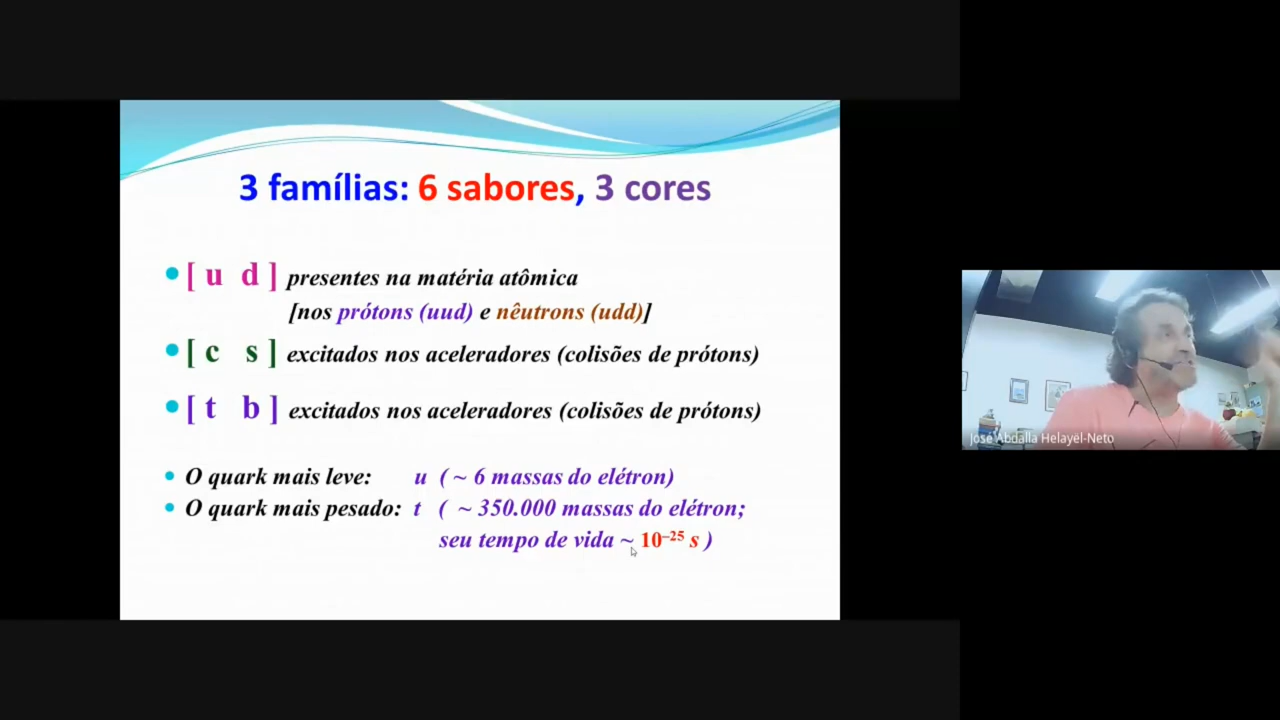 3 famílias: 6 sabores, 3 cores
[ u d ] presentes na matéria atômica
[nos prótons (uud) e nêutrons (udd)]
[ c s ] excitados nos aceleradores (colisões de prótons)
[ t b ] excitados nos aceleradores (colisões de prótons)
O quark mais leve: u ( ~ 6 massas do elétron)
O quark mais pesado: t ( ~ 350.000 massas do elétron;
seu tempo de vida ~ 10⁻²⁵ s )
José Abdalla Helayël-Neto